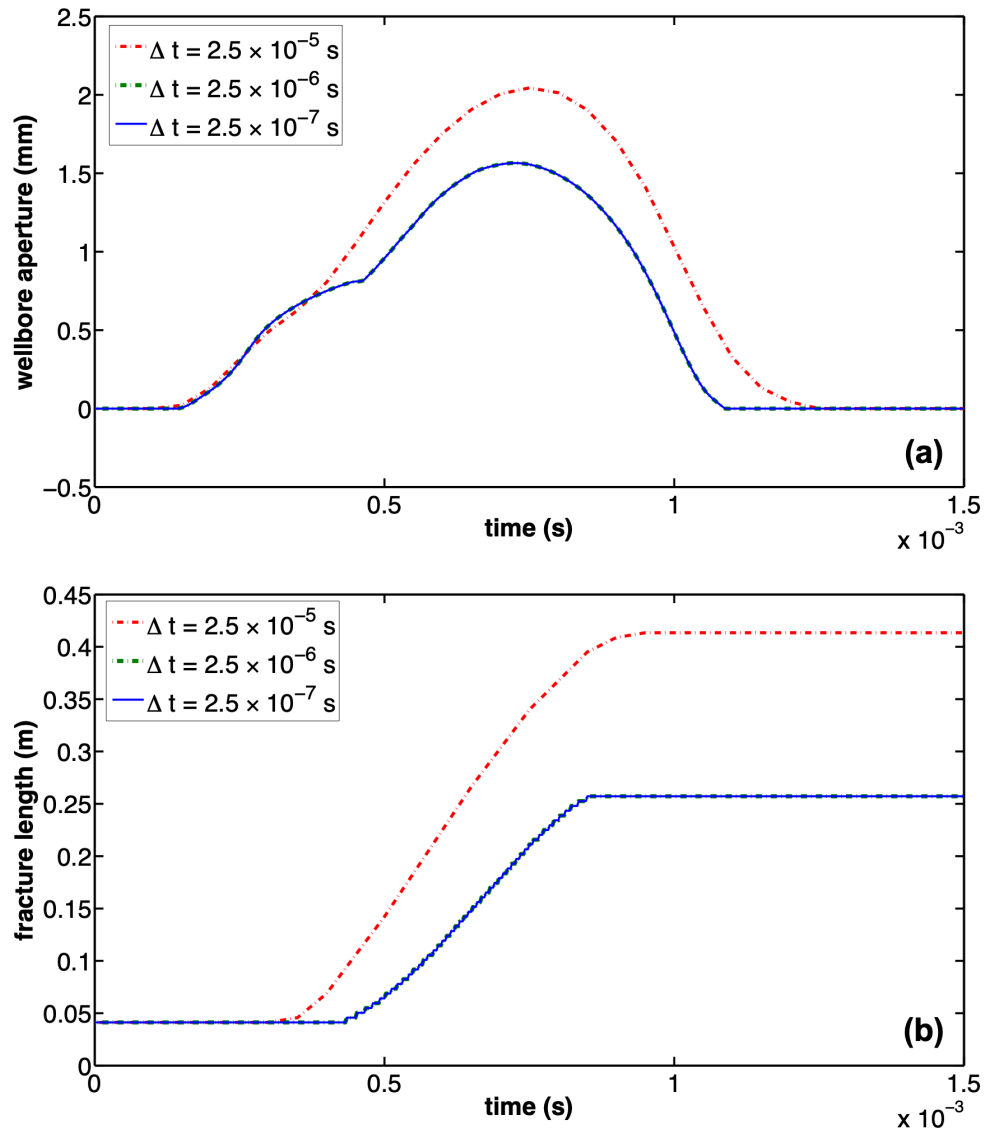 2.5
Δ t = 2.5 × 10⁻⁵ s
Δ t = 2.5 × 10⁻⁶ s
Δ t = 2.5 × 10⁻⁷ s
2
1.5
1
0.5
0
−0.5
wellbore aperture (mm)
(a)
0
0.5
1
1.5
time (s)
x 10⁻³
0.45
Δ t = 2.5 × 10⁻⁵ s
Δ t = 2.5 × 10⁻⁶ s
Δ t = 2.5 × 10⁻⁷ s
0.4
0.35
0.3
0.25
0.2
0.15
0.1
0.05
0
fracture length (m)
(b)
0
0.5
1
1.5
time (s)
x 10⁻³